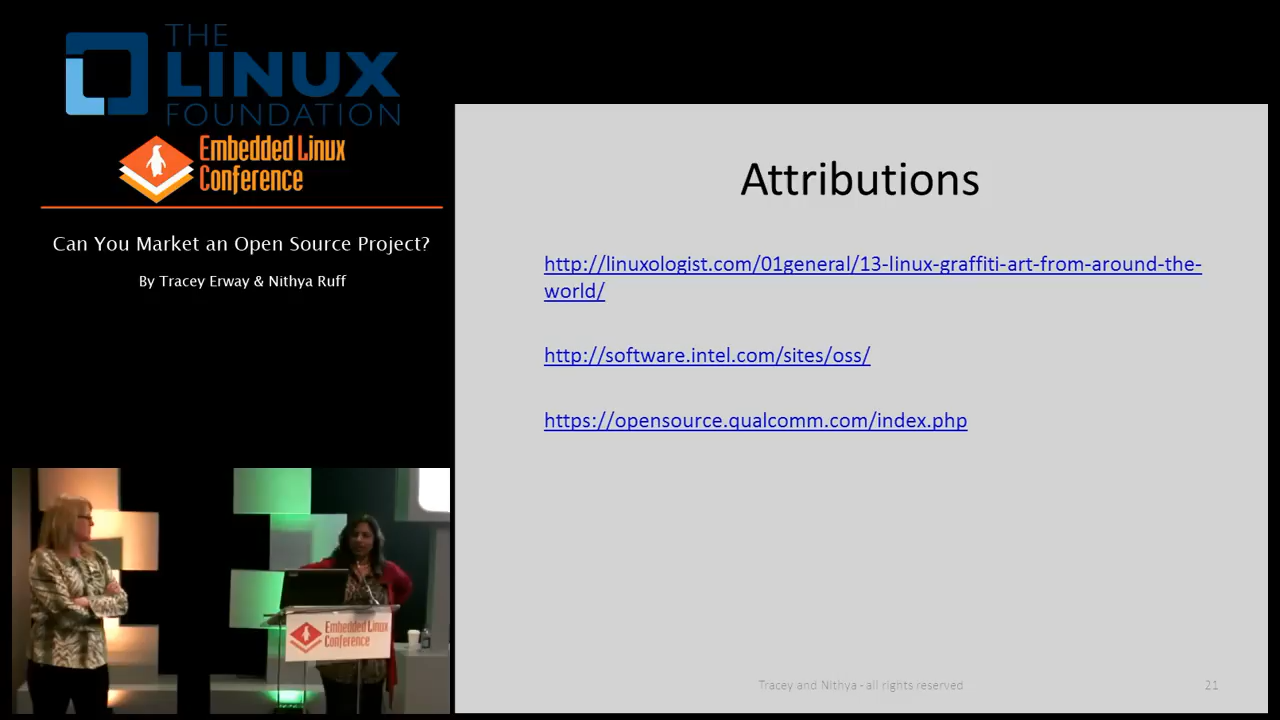 THE
LINUX
FOUNDATION
Embedded Linux
Conference
Can You Market an Open Source Project?
By Tracey Erway & Nithya Ruff
Attributions
http://linuxologist.com/01general/13-linux-graffiti-art-from-around-the-
world/
http://software.intel.com/sites/oss/
https://opensource.qualcomm.com/index.php
Embedded Linux
Conference
Tracey and Nithya - all rights reserved
21